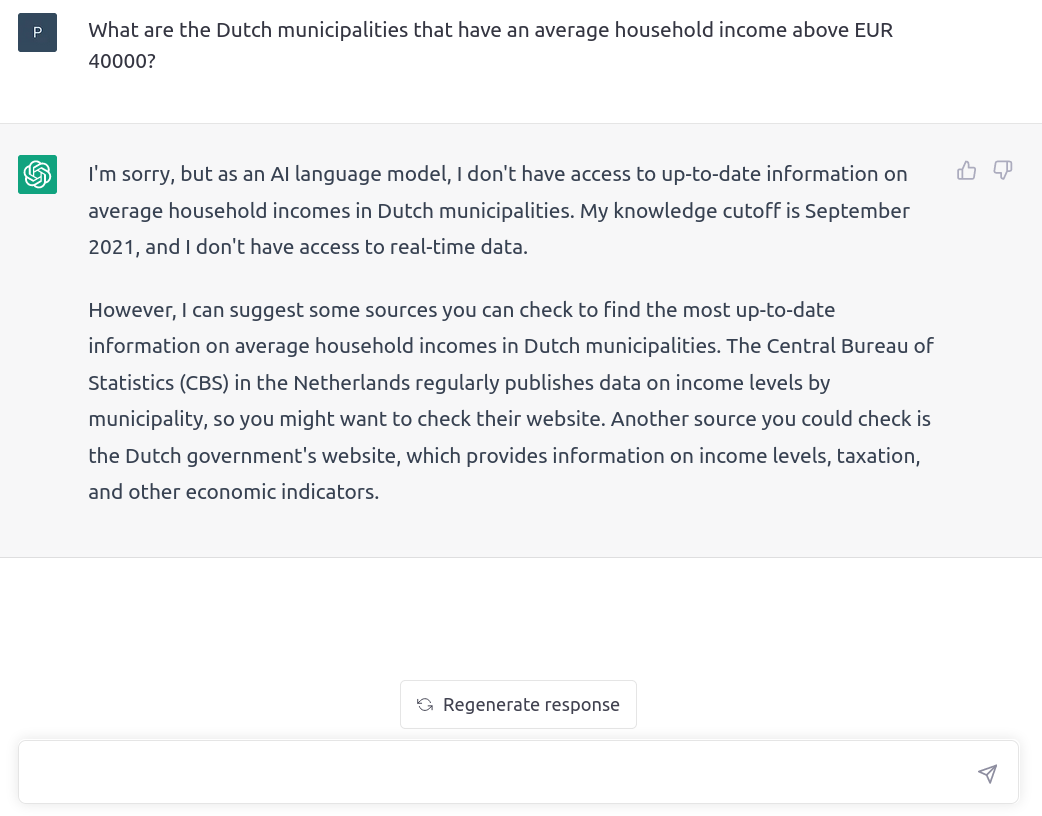 P
What are the Dutch municipalities that have an average household income above EUR
40000?
I'm sorry, but as an AI language model, I don't have access to up-to-date information on
average household incomes in Dutch municipalities. My knowledge cutoff is September
2021, and I don't have access to real-time data.
However, I can suggest some sources you can check to find the most up-to-date
information on average household incomes in Dutch municipalities. The Central Bureau of
Statistics (CBS) in the Netherlands regularly publishes data on income levels by
municipality, so you might want to check their website. Another source you could check is
the Dutch government's website, which provides information on income levels, taxation,
and other economic indicators.
Regenerate response